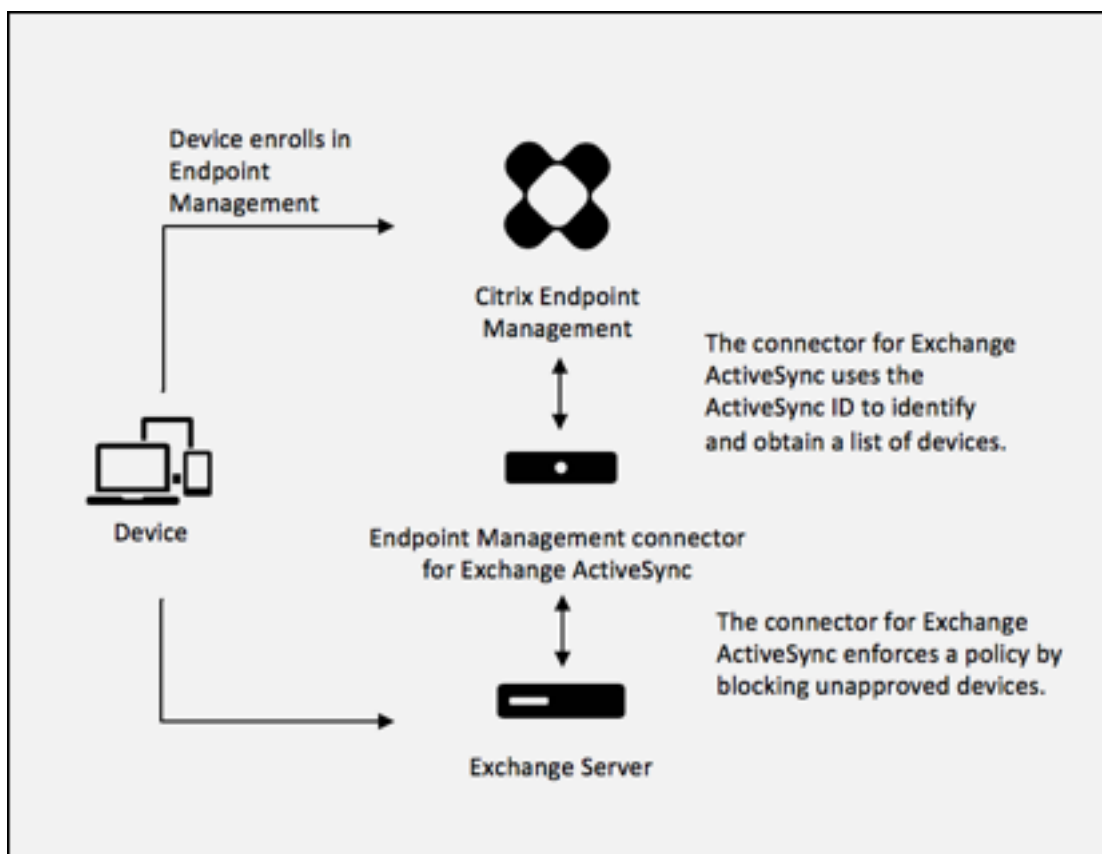 Device enrolls in
Endpoint
Management
Citrix Endpoint
Management
The connector for Exchange
ActiveSync uses the
ActiveSync ID to identify
and obtain a list of devices.
Device
Endpoint Management connector
for Exchange ActiveSync
The connector for Exchange
ActiveSync enforces a policy by
blocking unapproved devices.
Exchange Server